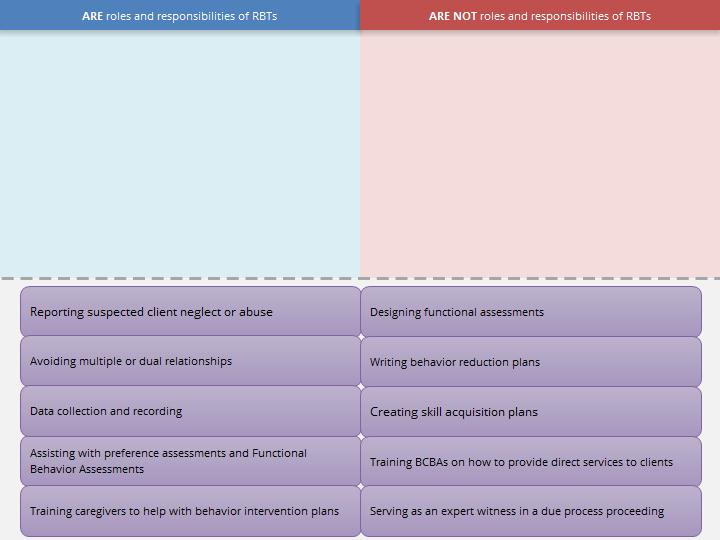 ARE roles and responsibilities of RBTs
ARE NOT roles and responsibilities of RBTs
Reporting suspected client neglect or abuse
Designing functional assessments
Avoiding multiple or dual relationships
Writing behavior reduction plans
Data collection and recording
Creating skill acquisition plans
Assisting with preference assessments and Functional
Behavior Assessments
Training BCBAs on how to provide direct services to clients
Training caregivers to help with behavior intervention plans
Serving as an expert witness in a due process proceeding